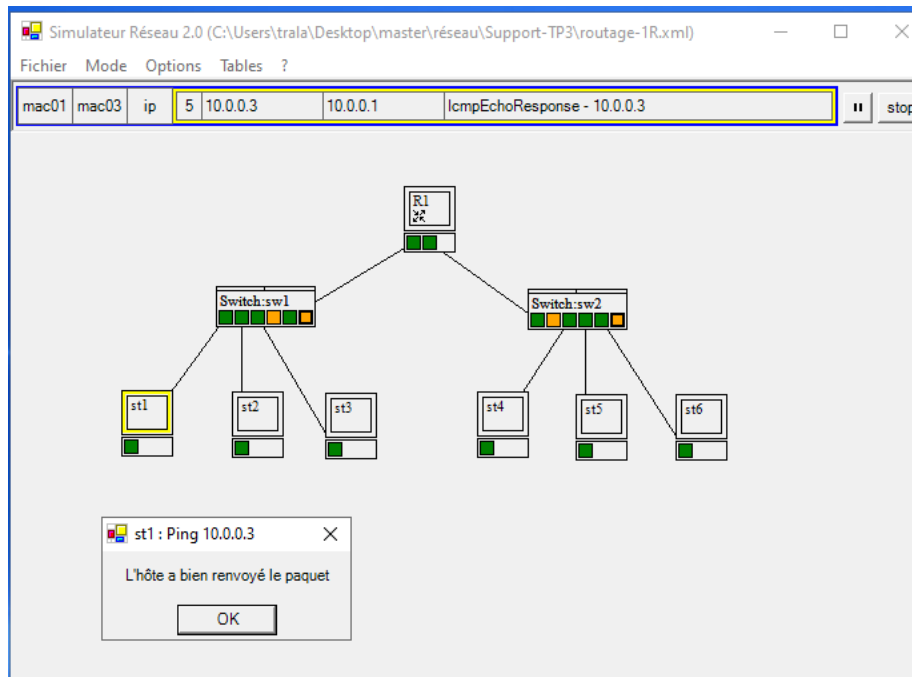 Simulateur Réseau 2.0 (C:\Users\trala\Desktop\master\réseau\Support-TP3\routage-1R.xml)
Fichier Mode Options Tables ?
mac01 mac03 ip 5 10.0.0.3 10.0.0.1 IcmpEchoResponse - 10.0.0.3 stop
R1
Switch:sw1 Switch:sw2
st1 st2 st3 st4 st5 st6
st1 : Ping 10.0.0.3
L'hôte a bien renvoyé le paquet
OK